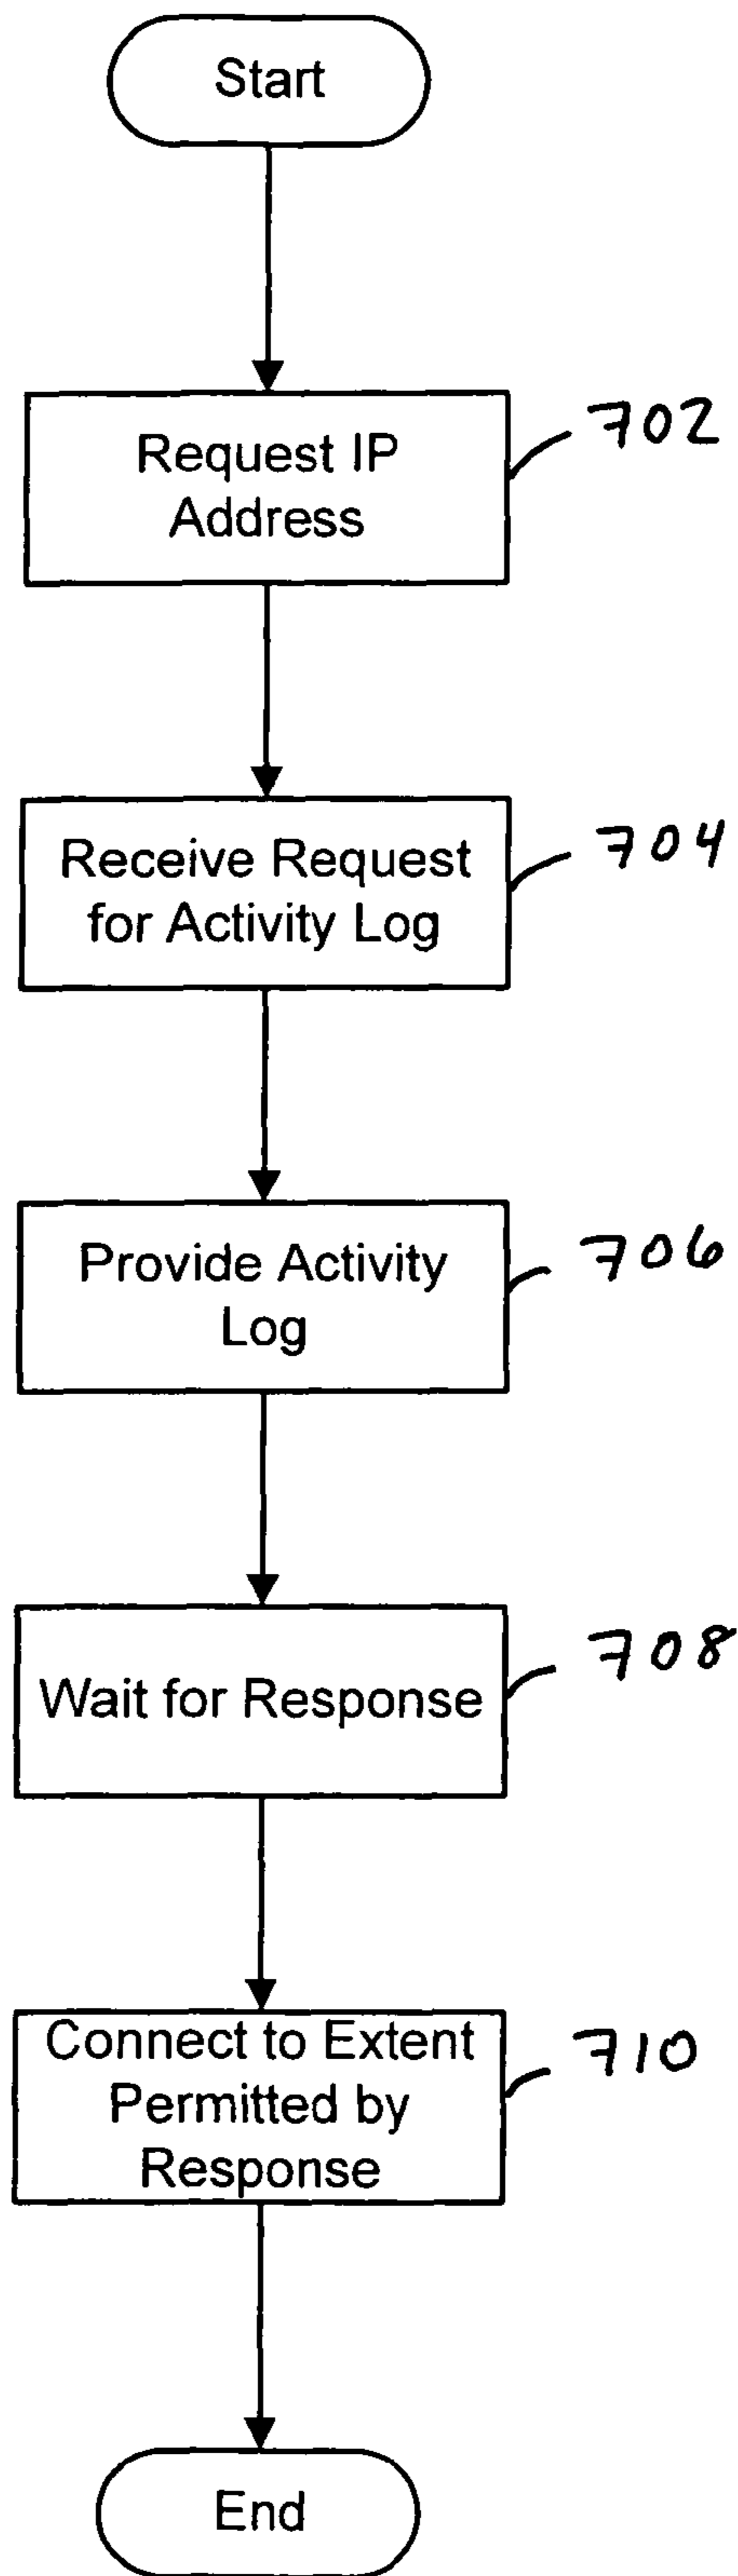 Start
Request IP
Address
702
Receive Request
for Activity Log
704
Provide Activity
Log
706
Wait for Response
708
Connect to Extent
Permitted by
Response
710
End